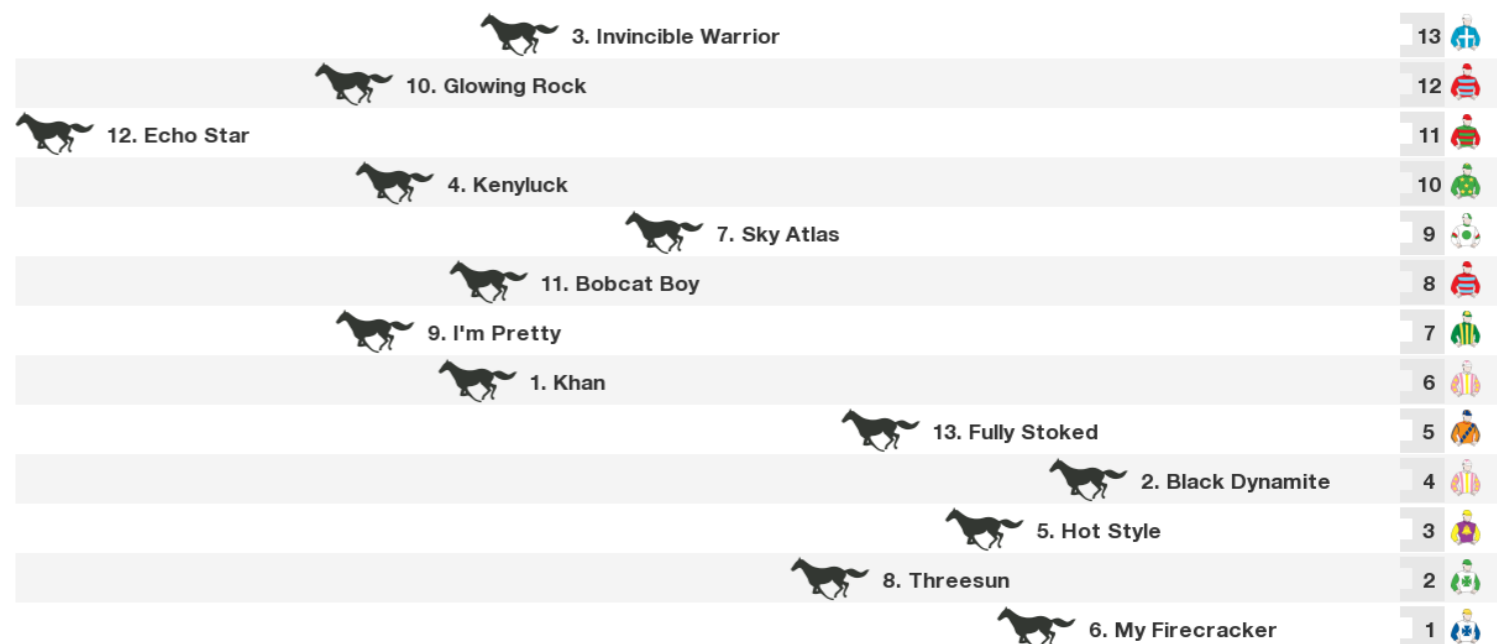 3. Invincible Warrior 13
10. Glowing Rock 12
12. Echo Star 11
4. Kenyluck 10
7. Sky Atlas 9
11. Bobcat Boy 8
9. I'm Pretty 7
1. Khan 6
13. Fully Stoked 5
2. Black Dynamite 4
5. Hot Style 3
8. Threesun 2
6. My Firecracker 1